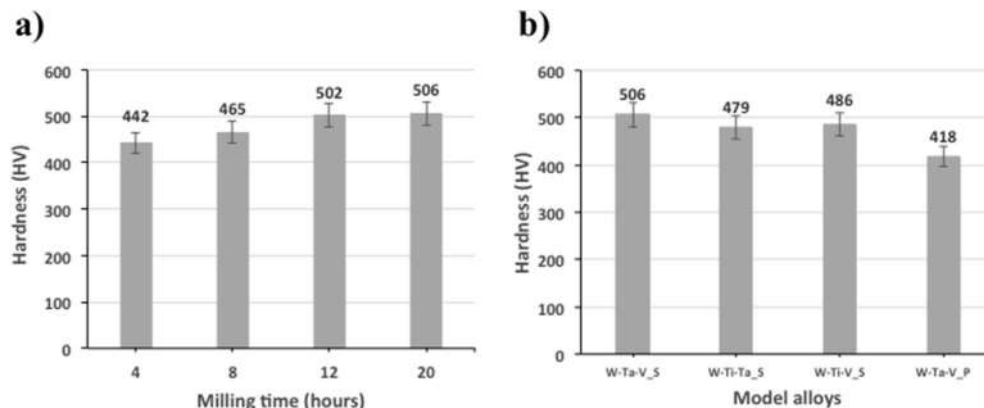 a)
Hardness (HV)
600
500
400
300
200
100
0
442
465
502
506
4
8
12
20
Milling time (hours)
b)
Hardness (HV)
600
500
400
300
200
100
0
506
479
486
418
W-Ta-V_S
W-Ti-Ta_S
W-Ti-V_S
W-Ta-V_P
Model alloys